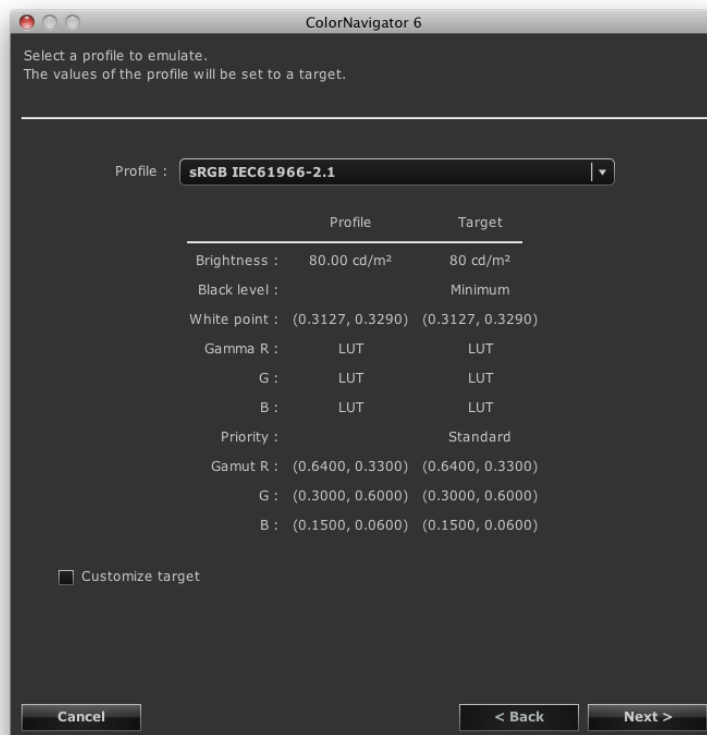 ColorNavigator 6
Select a profile to emulate.
The values of the profile will be set to a target.
Profile : sRGB IEC61966-2.1
Profile Target
Brightness : 80.00 cd/m² 80 cd/m²
Black level : Minimum
White point : (0.3127, 0.3290) (0.3127, 0.3290)
Gamma R : LUT LUT
G : LUT LUT
B : LUT LUT
Priority : Standard
Gamut R : (0.6400, 0.3300) (0.6400, 0.3300)
G : (0.3000, 0.6000) (0.3000, 0.6000)
B : (0.1500, 0.0600) (0.1500, 0.0600)
Customize target
Cancel < Back Next >